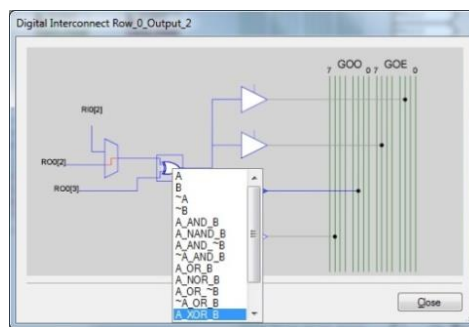 Digital Interconnect Row_0_Output_2
7 GOO 0 7 GOE 0
RI0[2]
RO0[2]
RO0[3]
A
B
~A
~B
A_AND_B
A_NAND_B
A_AND_~B
~A_AND_B
A_OR_B
A_NOR_B
A_OR_~B
~A_OR_B
A_XOR_B
Close